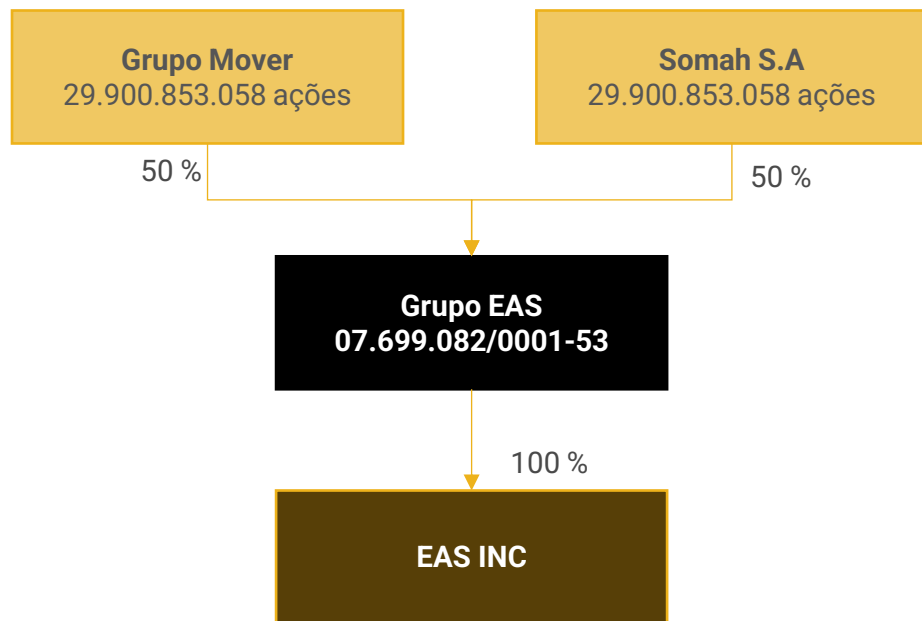 Grupo Mover
29.900.853.058 ações
Somah S.A
29.900.853.058 ações
50 %
50 %
Grupo EAS
07.699.082/0001-53
100 %
EAS INC